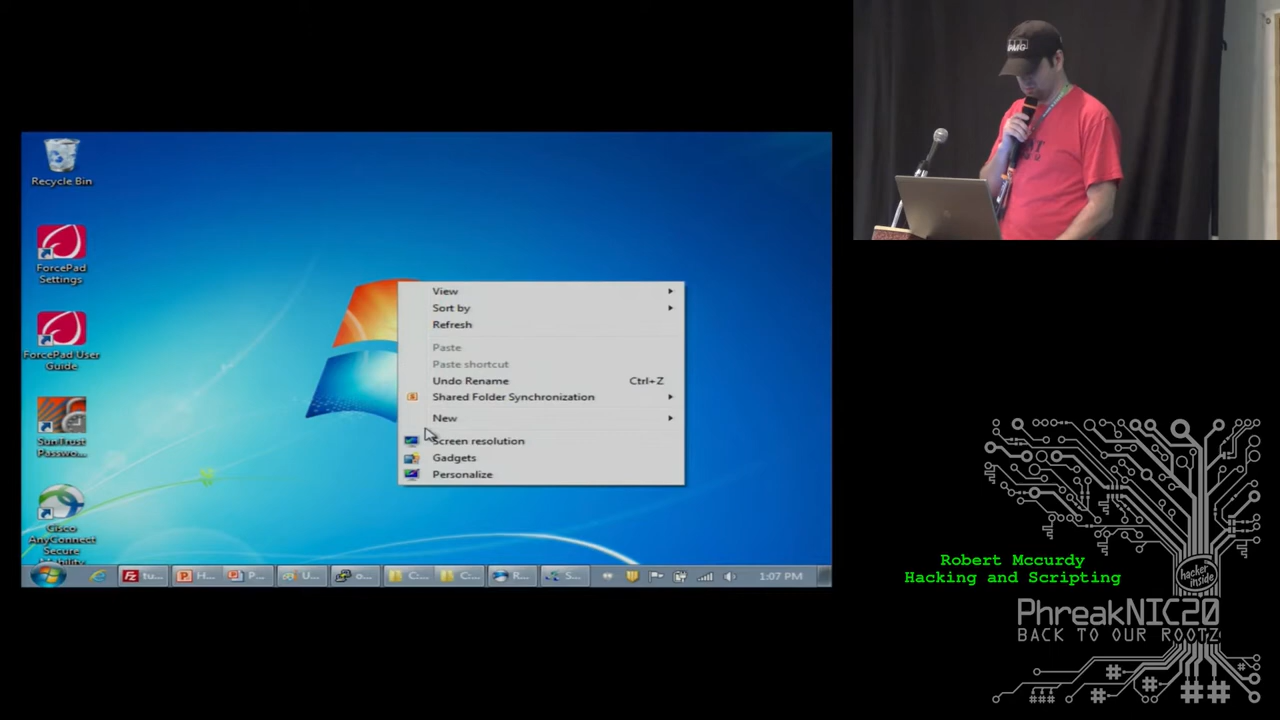 Recycle Bin
ForcePad
Settings
ForcePad User
Guide
SunTrust
Passwo...
Cisco
AnyConnect
Secure
View
Sort by
Refresh
Paste
Paste shortcut
Undo Rename Ctrl+Z
Shared Folder Synchronization
New
Screen resolution
Gadgets
Personalize
tu... H... P... U... o... C:... C:... R... S... 1:07 PM
Robert Mccurdy
Hacking and Scripting
hacker
inside
PhreakNIC20
BACK TO OUR ROOTZ